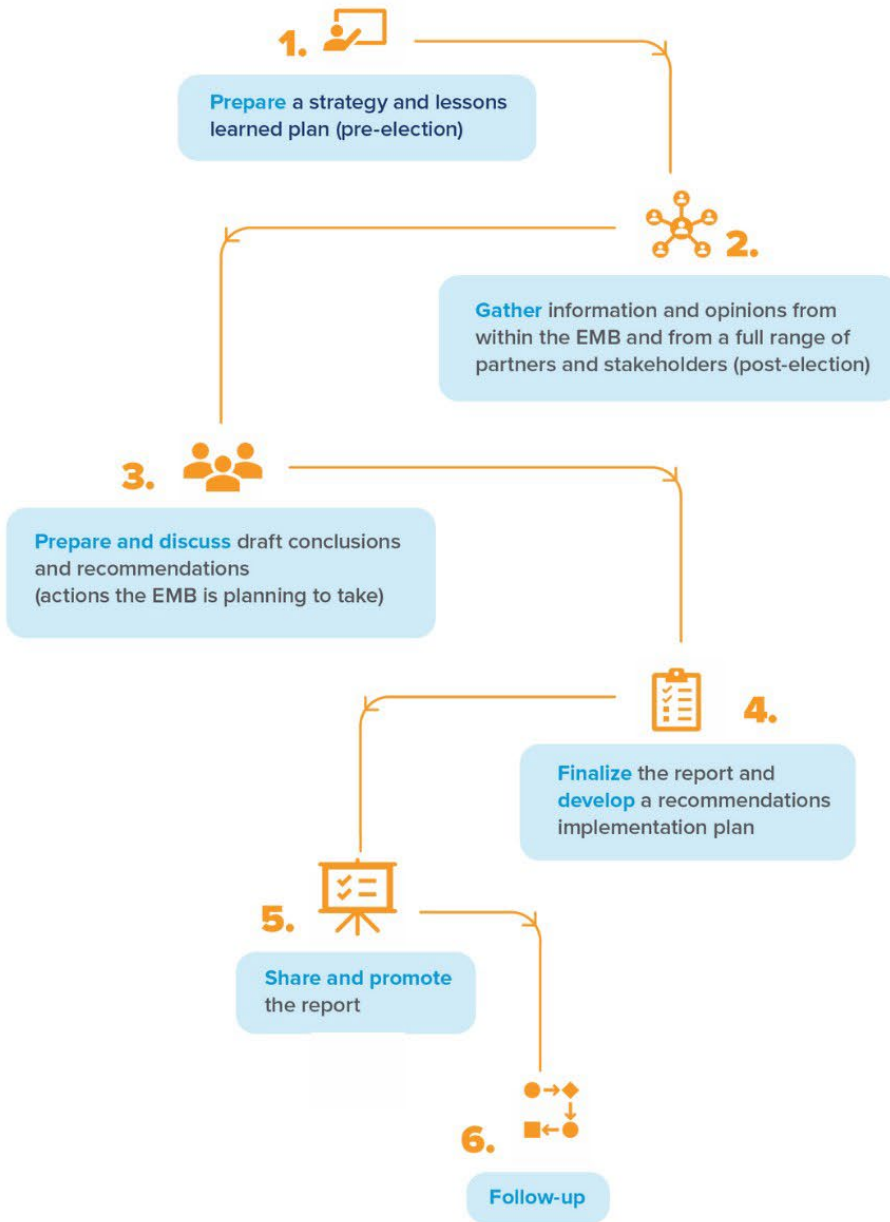 1.
Prepare a strategy and lessons
learned plan (pre-election)
2.
Gather information and opinions from
within the EMB and from a full range of
partners and stakeholders (post-election)
3.
Prepare and discuss draft conclusions
and recommendations
(actions the EMB is planning to take)
4.
Finalize the report and
develop a recommendations
implementation plan
5.
Share and promote
the report
6.
Follow-up